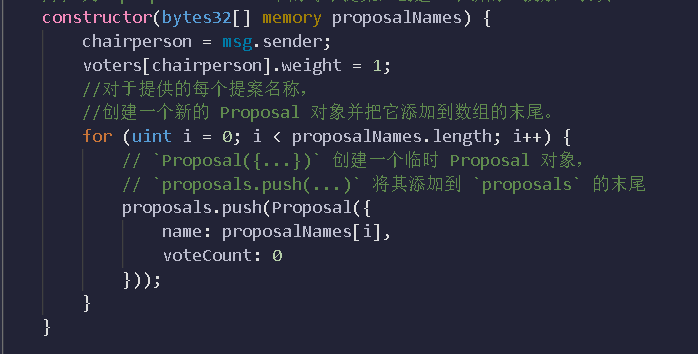 constructor(bytes32[] memory proposalNames) {
chairperson = msg.sender;
voters[chairperson].weight = 1;
//对于提供的每个提案名称，
//创建一个新的 Proposal 对象并把它添加到数组的末尾。
for (uint i = 0; i < proposalNames.length; i++) {
// `Proposal({...})` 创建一个临时 Proposal 对象，
// `proposals.push(...)` 将其添加到 `proposals` 的末尾
proposals.push(Proposal({
name: proposalNames[i],
voteCount: 0
}));
}
}